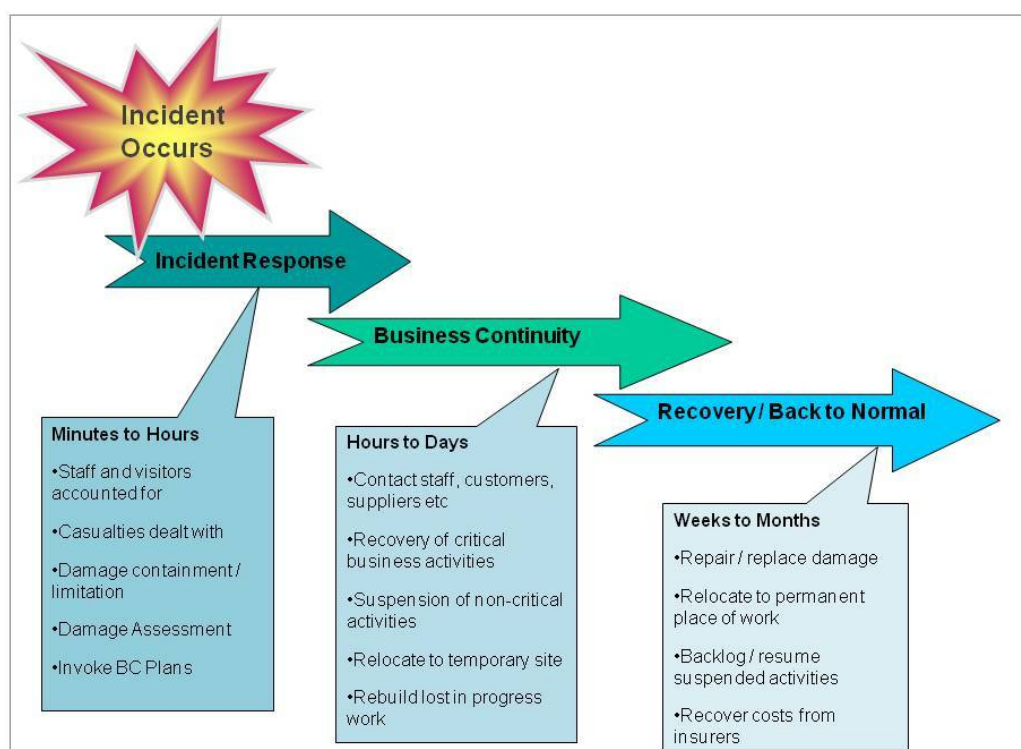 Incident
Occurs
Incident Response
Business Continuity
Recovery / Back to Normal
Minutes to Hours
•Staff and visitors
accounted for
•Casualties dealt with
•Damage containment /
limitation
•Damage Assessment
•Invoke BC Plans
Hours to Days
•Contact staff, customers,
suppliers etc
•Recovery of critical
business activities
•Suspension of non-critical
activities
•Relocate to temporary site
•Rebuild lost in progress
work
Weeks to Months
•Repair / replace damage
•Relocate to permanent
place of work
•Backlog / resume
suspended activities
•Recover costs from
insurers